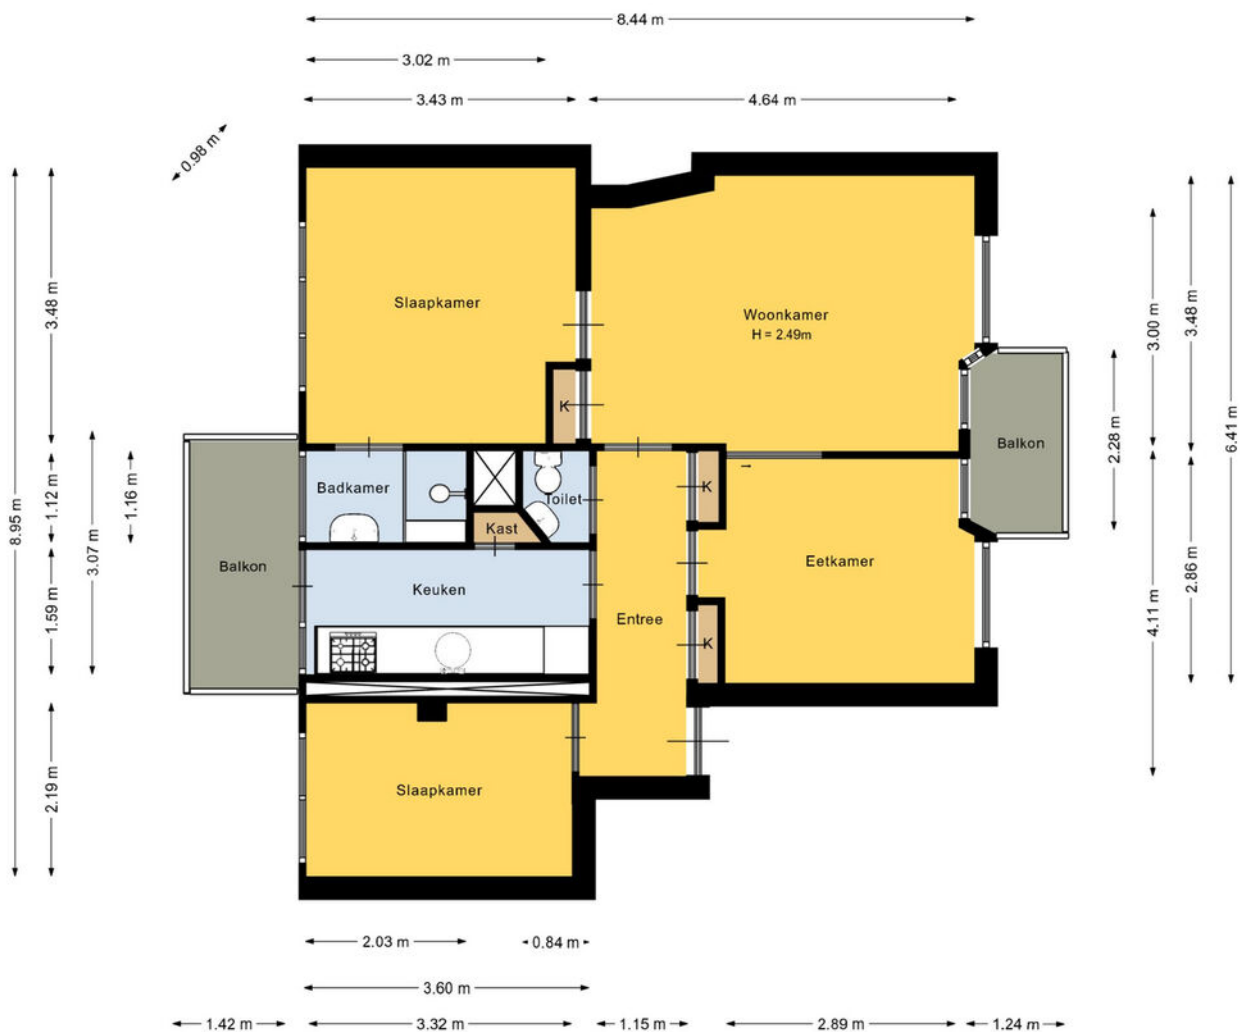 8.44 m
3.02 m
3.43 m
4.64 m
0.98 m
8.95 m
3.48 m
1.12 m
1.59 m
2.19 m
3.07 m
1.16 m
Slaapkamer
Woonkamer
H = 2.49m
K
Balkon
Badkamer
Toilet
K
Kast
Balkon
Keuken
Entree
Eetkamer
K
Slaapkamer
2.28 m
3.00 m
4.11 m
3.48 m
2.86 m
6.41 m
2.03 m
0.84 m
3.60 m
1.42 m
3.32 m
1.15 m
2.89 m
1.24 m